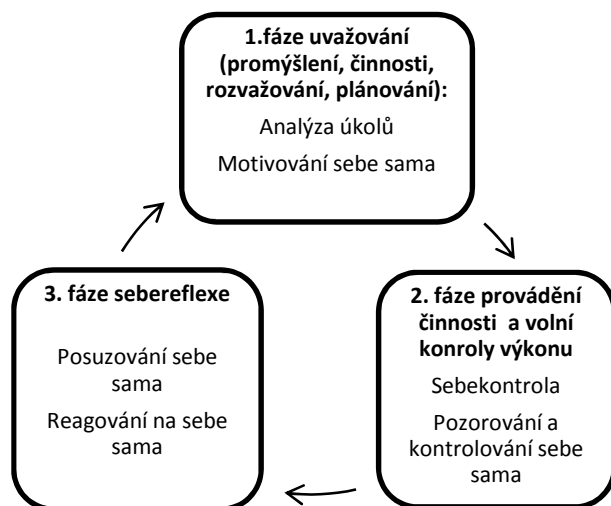 1.fáze uvažování
(promýšlení, činnosti,
rozvažování, plánování):
Analýza úkolů
Motivování sebe sama
2. fáze provádění
činnosti a volní
konroly výkonu
Sebekontrola
Pozorování a
kontrolování sebe
sama
3. fáze sebereflexe
Posuzování sebe
sama
Reagování na sebe
sama